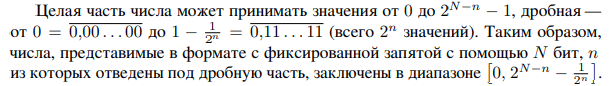 Целая часть числа может принимать значения от 0 до 2^{N−n} − 1, дробная —
от 0 = \overline{0,00 . . . 00} до 1 − \frac{1}{2^n} = \overline{0,11 . . . 11} (всего 2^n значений). Таким образом,
числа, представимые в формате с фиксированной запятой с помощью N бит, n
из которых отведены под дробную часть, заключены в диапазоне [0, 2^{N−n} − \frac{1}{2^n}].